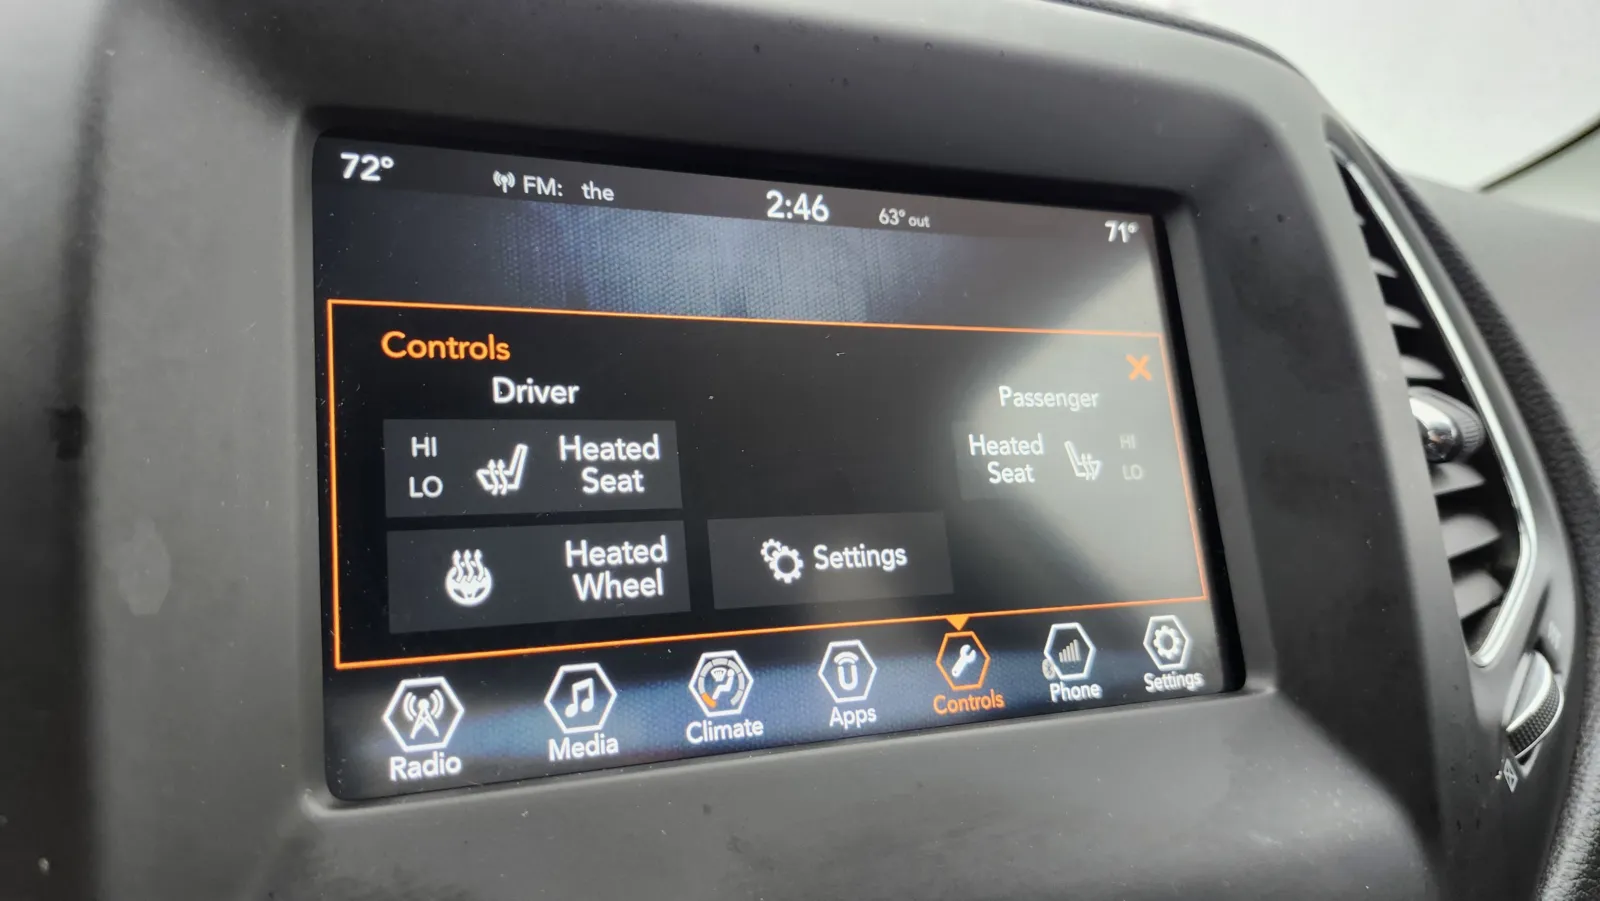 72° FM: the 2:46 63° out 71°
Controls
Driver
HI
LO
Heated
Seat
Heated
Wheel
Settings
Passenger
Heated
Seat
HI
LO
Radio
Media
Climate
Apps
Controls
Phone
Settings